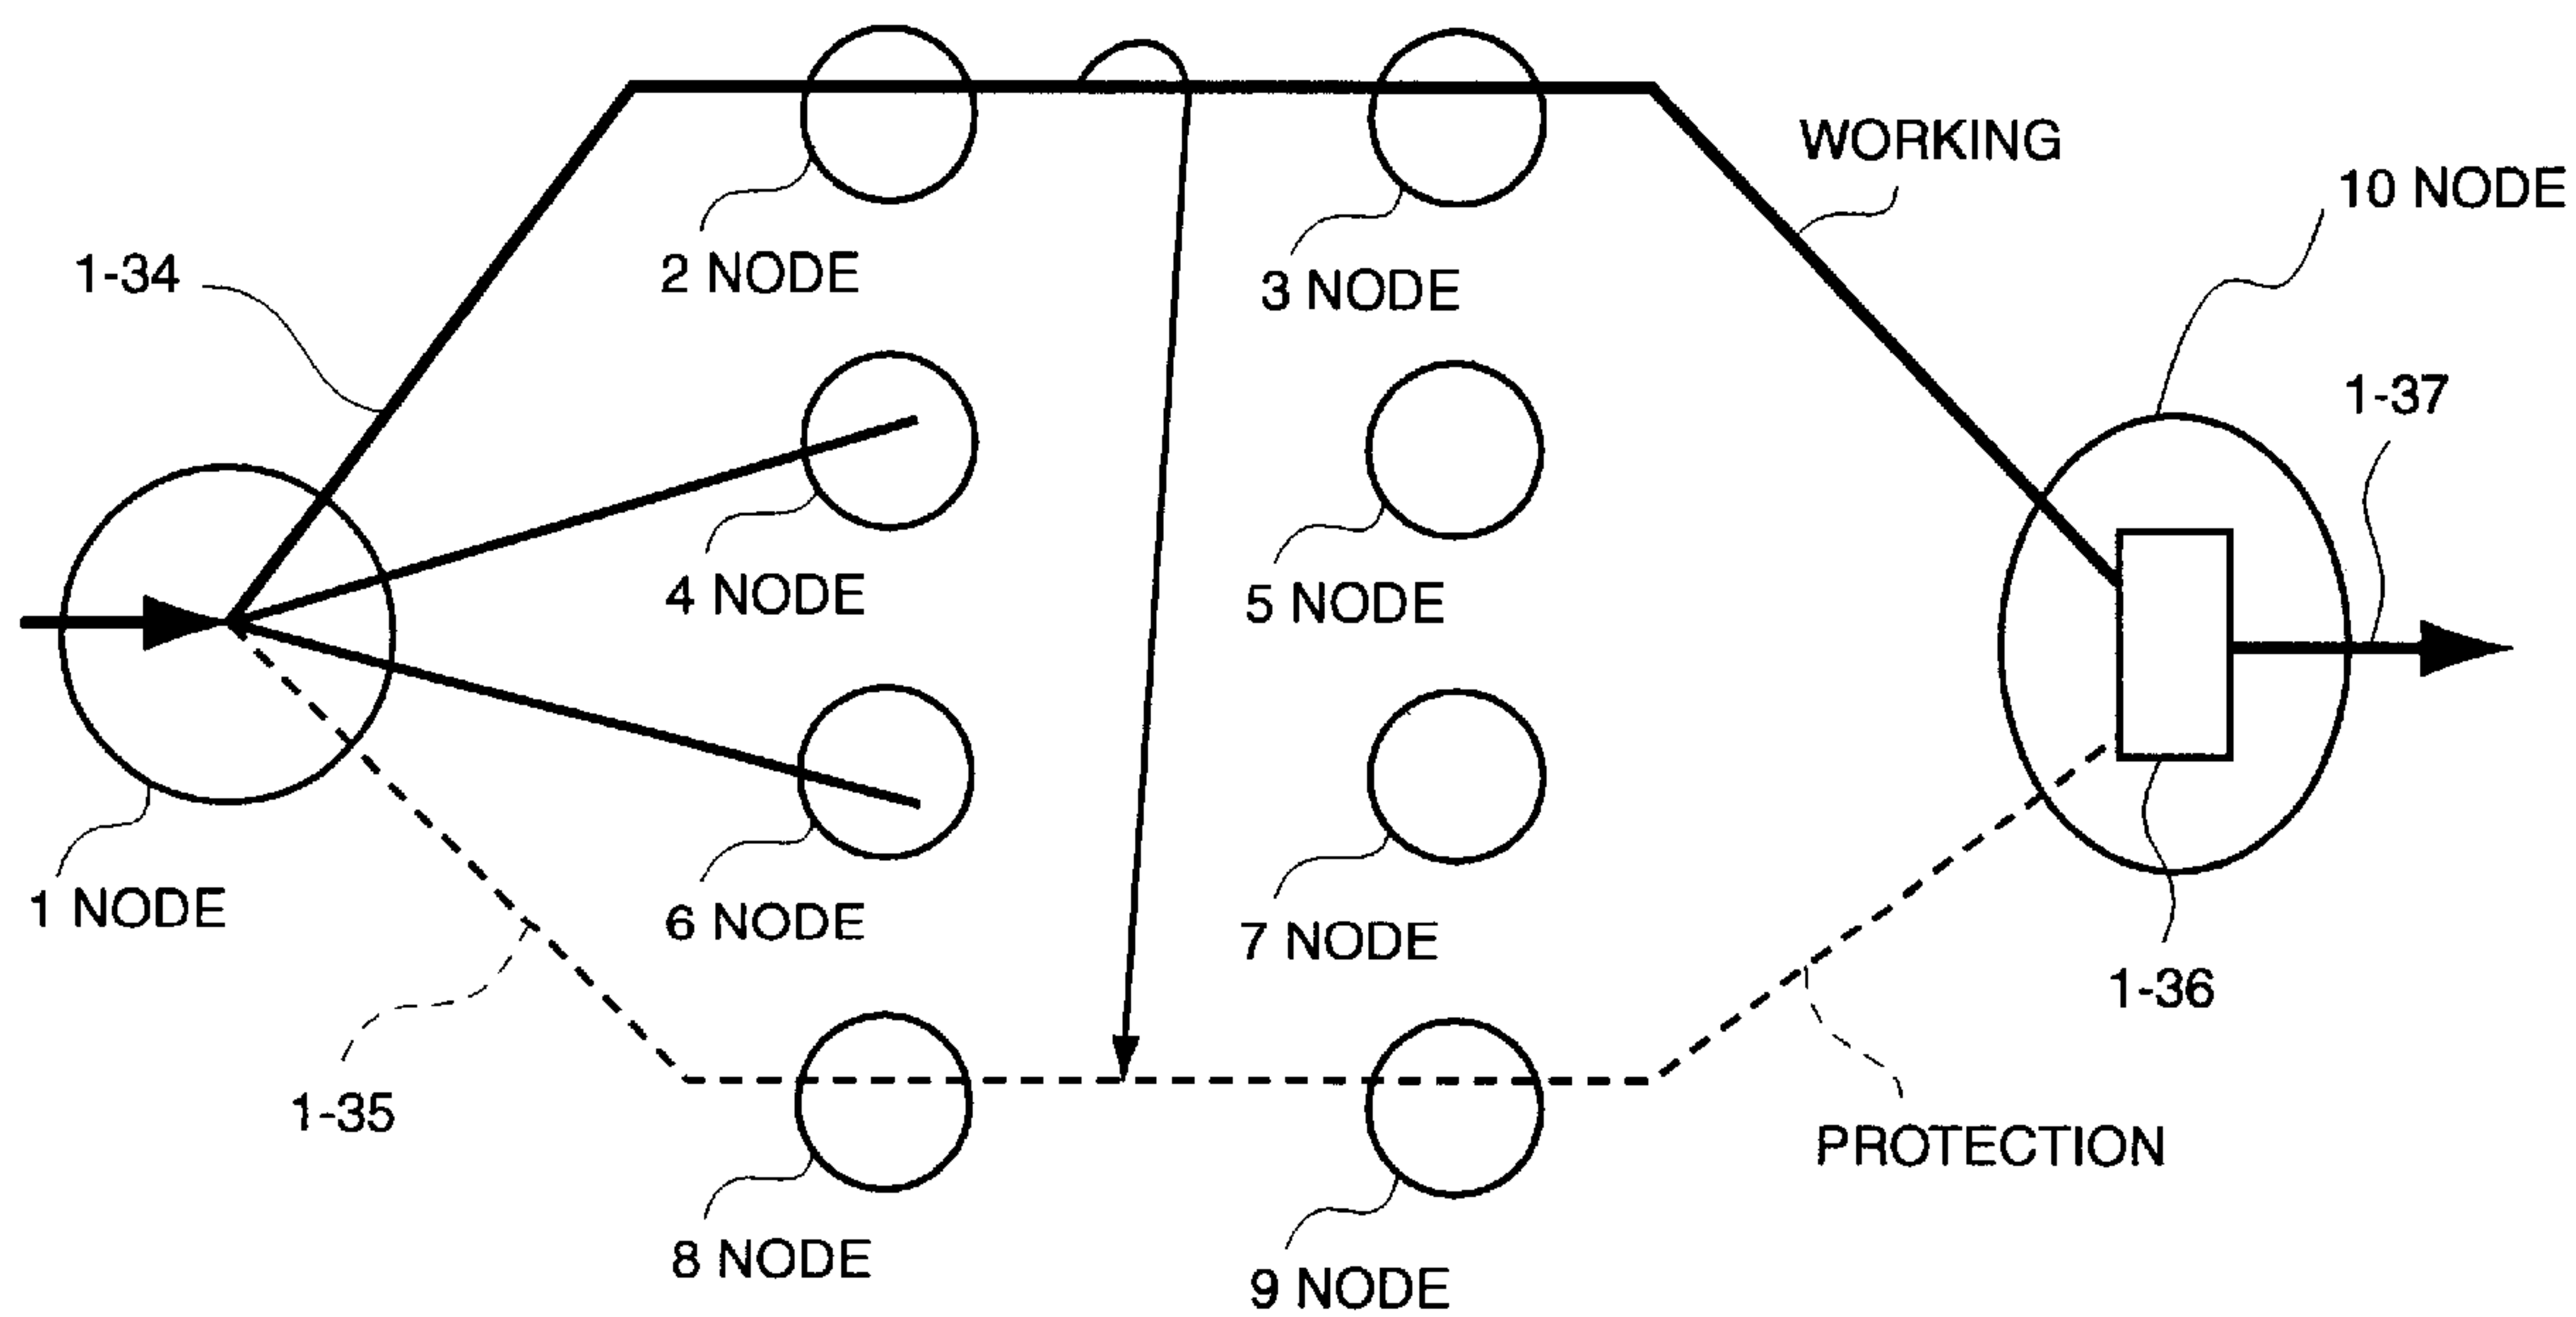 WORKING
10 NODE
1-34
2 NODE
3 NODE
1-37
4 NODE
5 NODE
1 NODE
6 NODE
7 NODE
1-36
1-35
PROTECTION
8 NODE
9 NODE